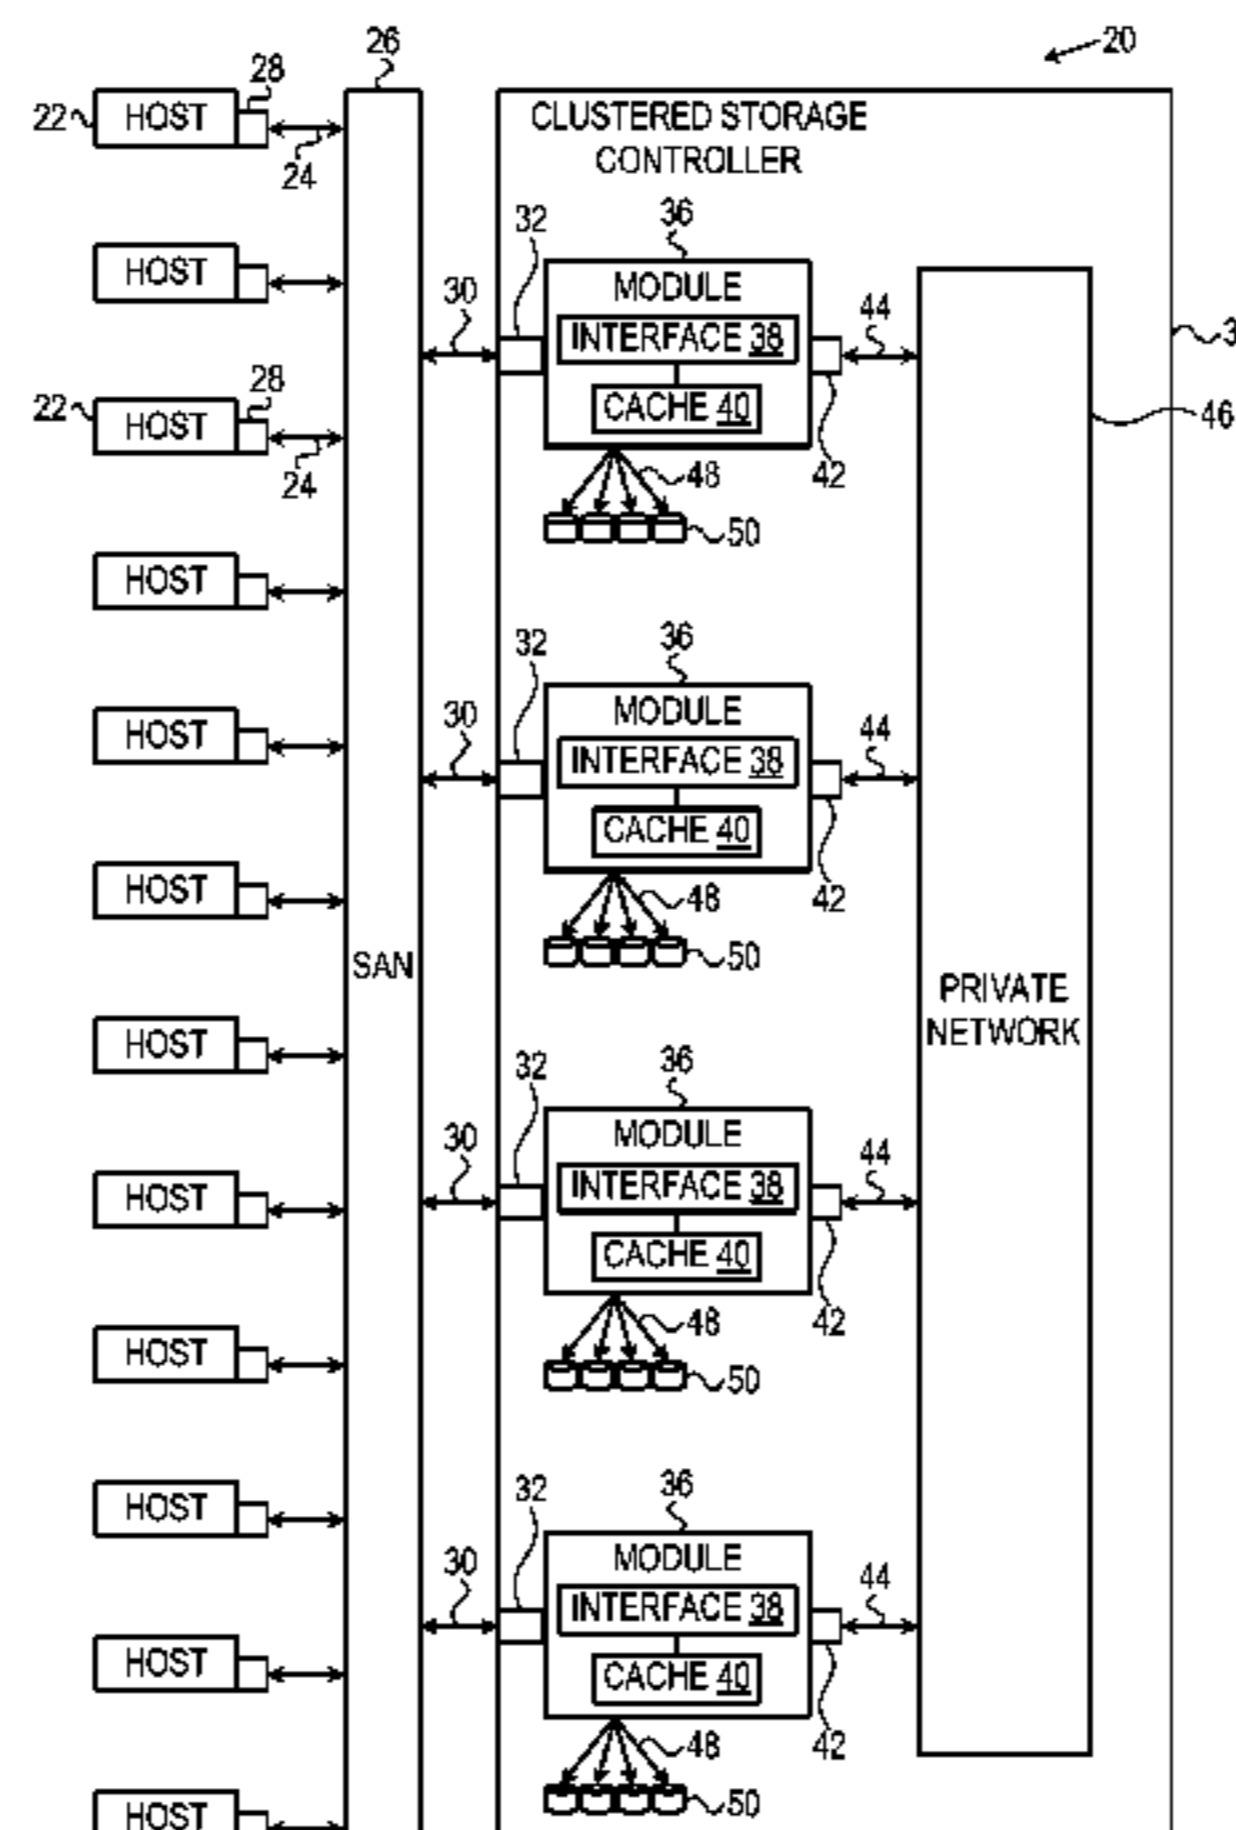 20
26
28
22 HOST
24
CLUSTERED STORAGE
CONTROLLER
32
36
HOST
MODULE
30
INTERFACE 38
44
3
28
22 HOST
CACHE 40
46
24
48
42
50
HOST
32
36
HOST
30
MODULE
44
INTERFACE 38
CACHE 40
HOST
48
42
SAN
50
PRIVATE
NETWORK
HOST
32
36
30
MODULE
44
HOST
INTERFACE 38
CACHE 40
48
42
HOST
50
32
36
HOST
30
MODULE
44
INTERFACE 38
HOST
CACHE 40
48
42
50
HOST